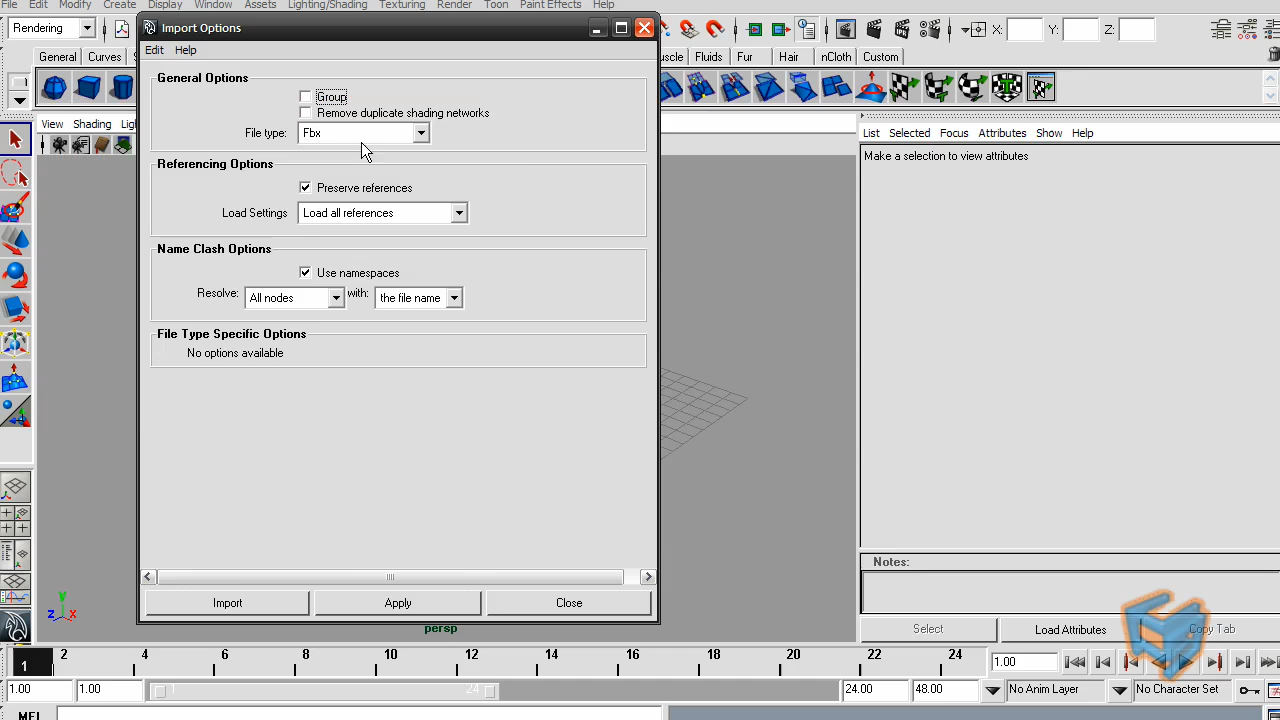 File Edit Modify Create Display Assets Lighting/Shading Texturing Render Toon Paint Effects Help
Rendering
Import Options
X: Y: Z:
Edit Help
General Curves
Fluids Fur Hair nCloth Custom
General Options
Group
Remove duplicate shading networks
File type: Fbx
View Shading
List Selected Focus Attributes Show Help
Make a selection to view attributes
Referencing Options
Preserve references
Load Settings Load all references
Name Clash Options
Use namespaces
Resolve: All nodes with: the file name
File Type Specific Options
No options available
Notes:
Import Apply Close
y
z x
persp
Select Load Attributes Copy Tab
1 2 4 6 8 10 12 14 16 18 20 22 24 1.00
1.00 1.00 1 24 24.00 48.00 No Anim Layer No Character Set
MEL